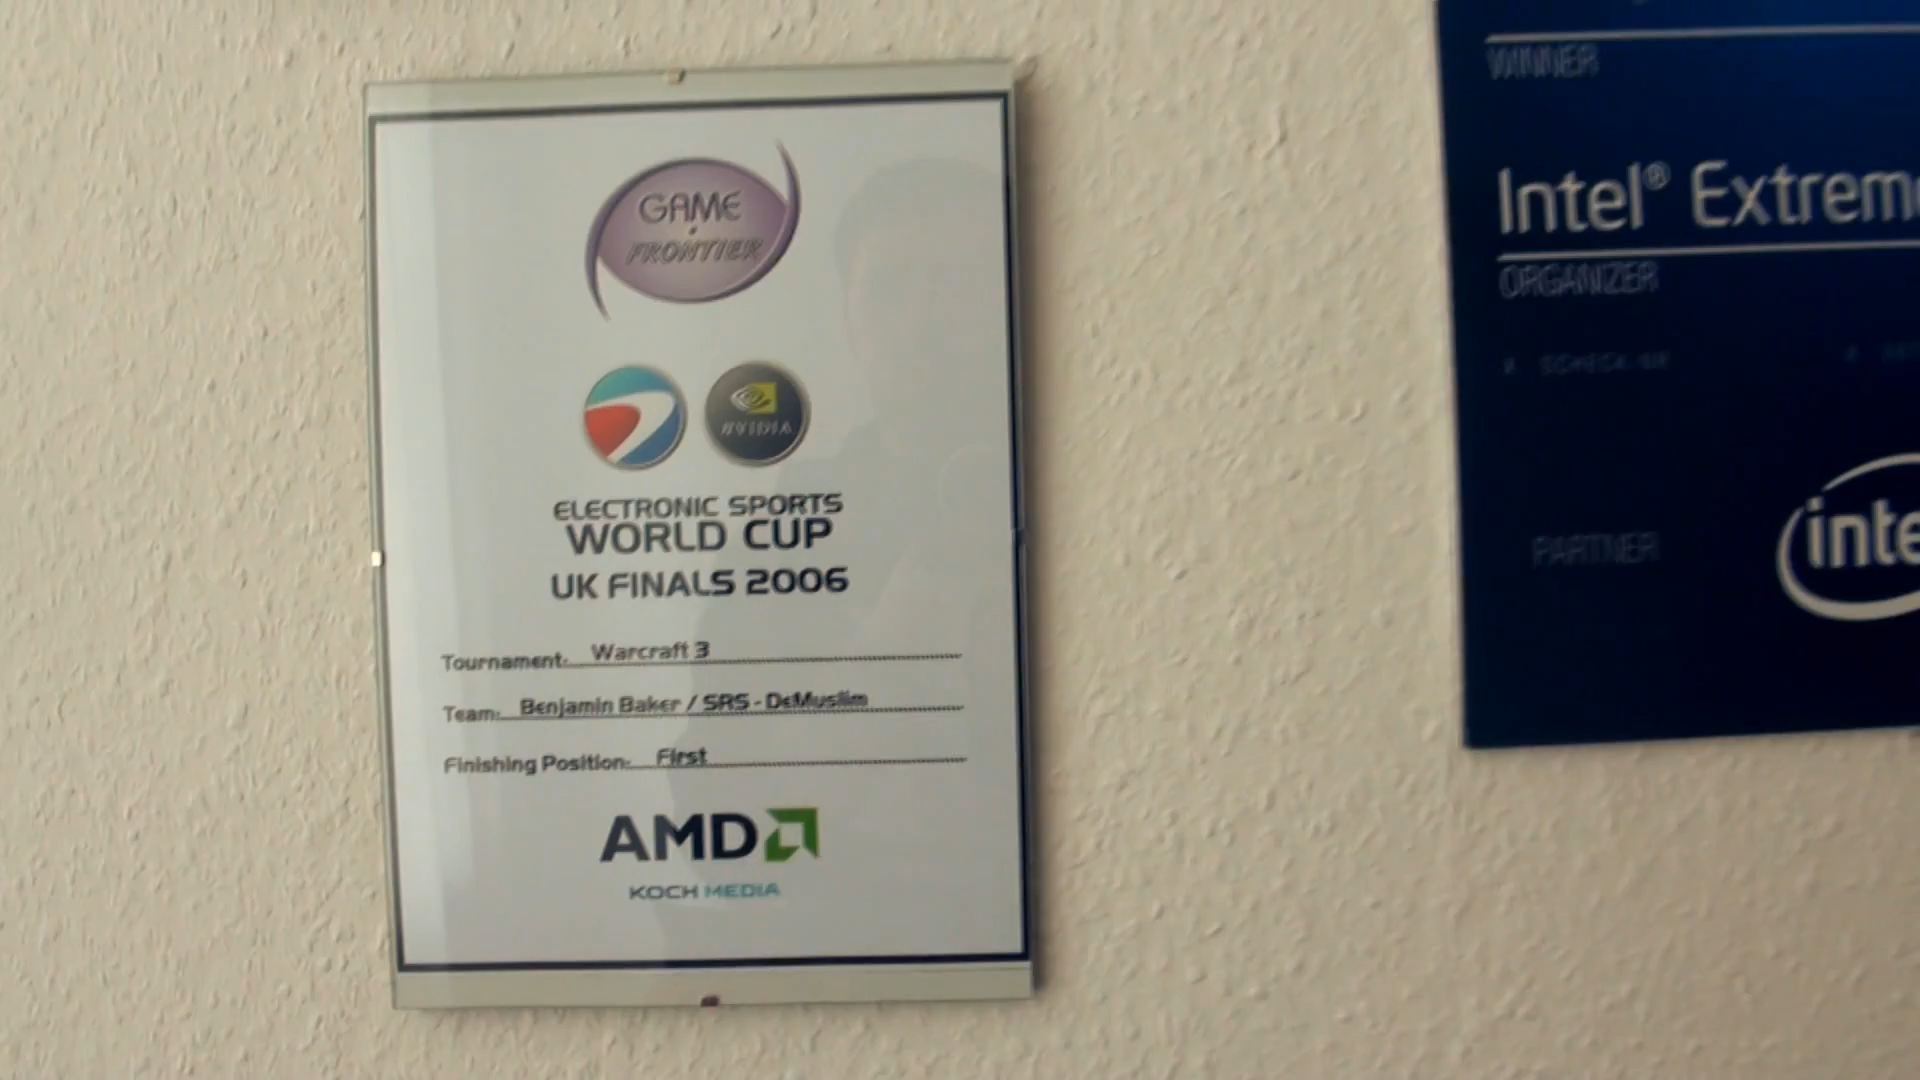 GAME
FRONTIER
NVIDIA
ELECTRONIC SPORTS
WORLD CUP
UK FINALS 2006
Tournament: Warcraft 3
Team: Benjamin Baker / SRS - DeMuslim
Finishing Position: First
AMD
KOCH MEDIA
WINNER
Intel® Extreme
ORGANIZER
PARTNER
intel